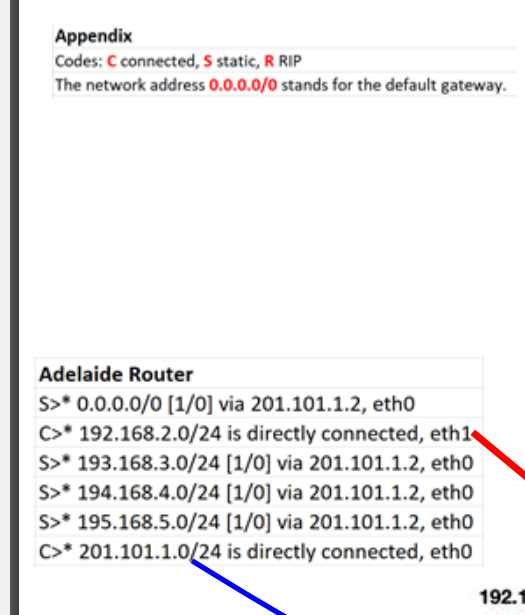 Appendix
Codes: C connected, S static, R RIP
The network address 0.0.0.0/0 stands for the default gateway.
Adelaide Router
S>* 0.0.0.0/0 [1/0] via 201.101.1.2, eth0
C>* 192.168.2.0/24 is directly connected, eth1
S>* 193.168.3.0/24 [1/0] via 201.101.1.2, eth0
S>* 194.168.4.0/24 [1/0] via 201.101.1.2, eth0
S>* 195.168.5.0/24 [1/0] via 201.101.1.2, eth0
C>* 201.101.1.0/24 is directly connected, eth0
192.1